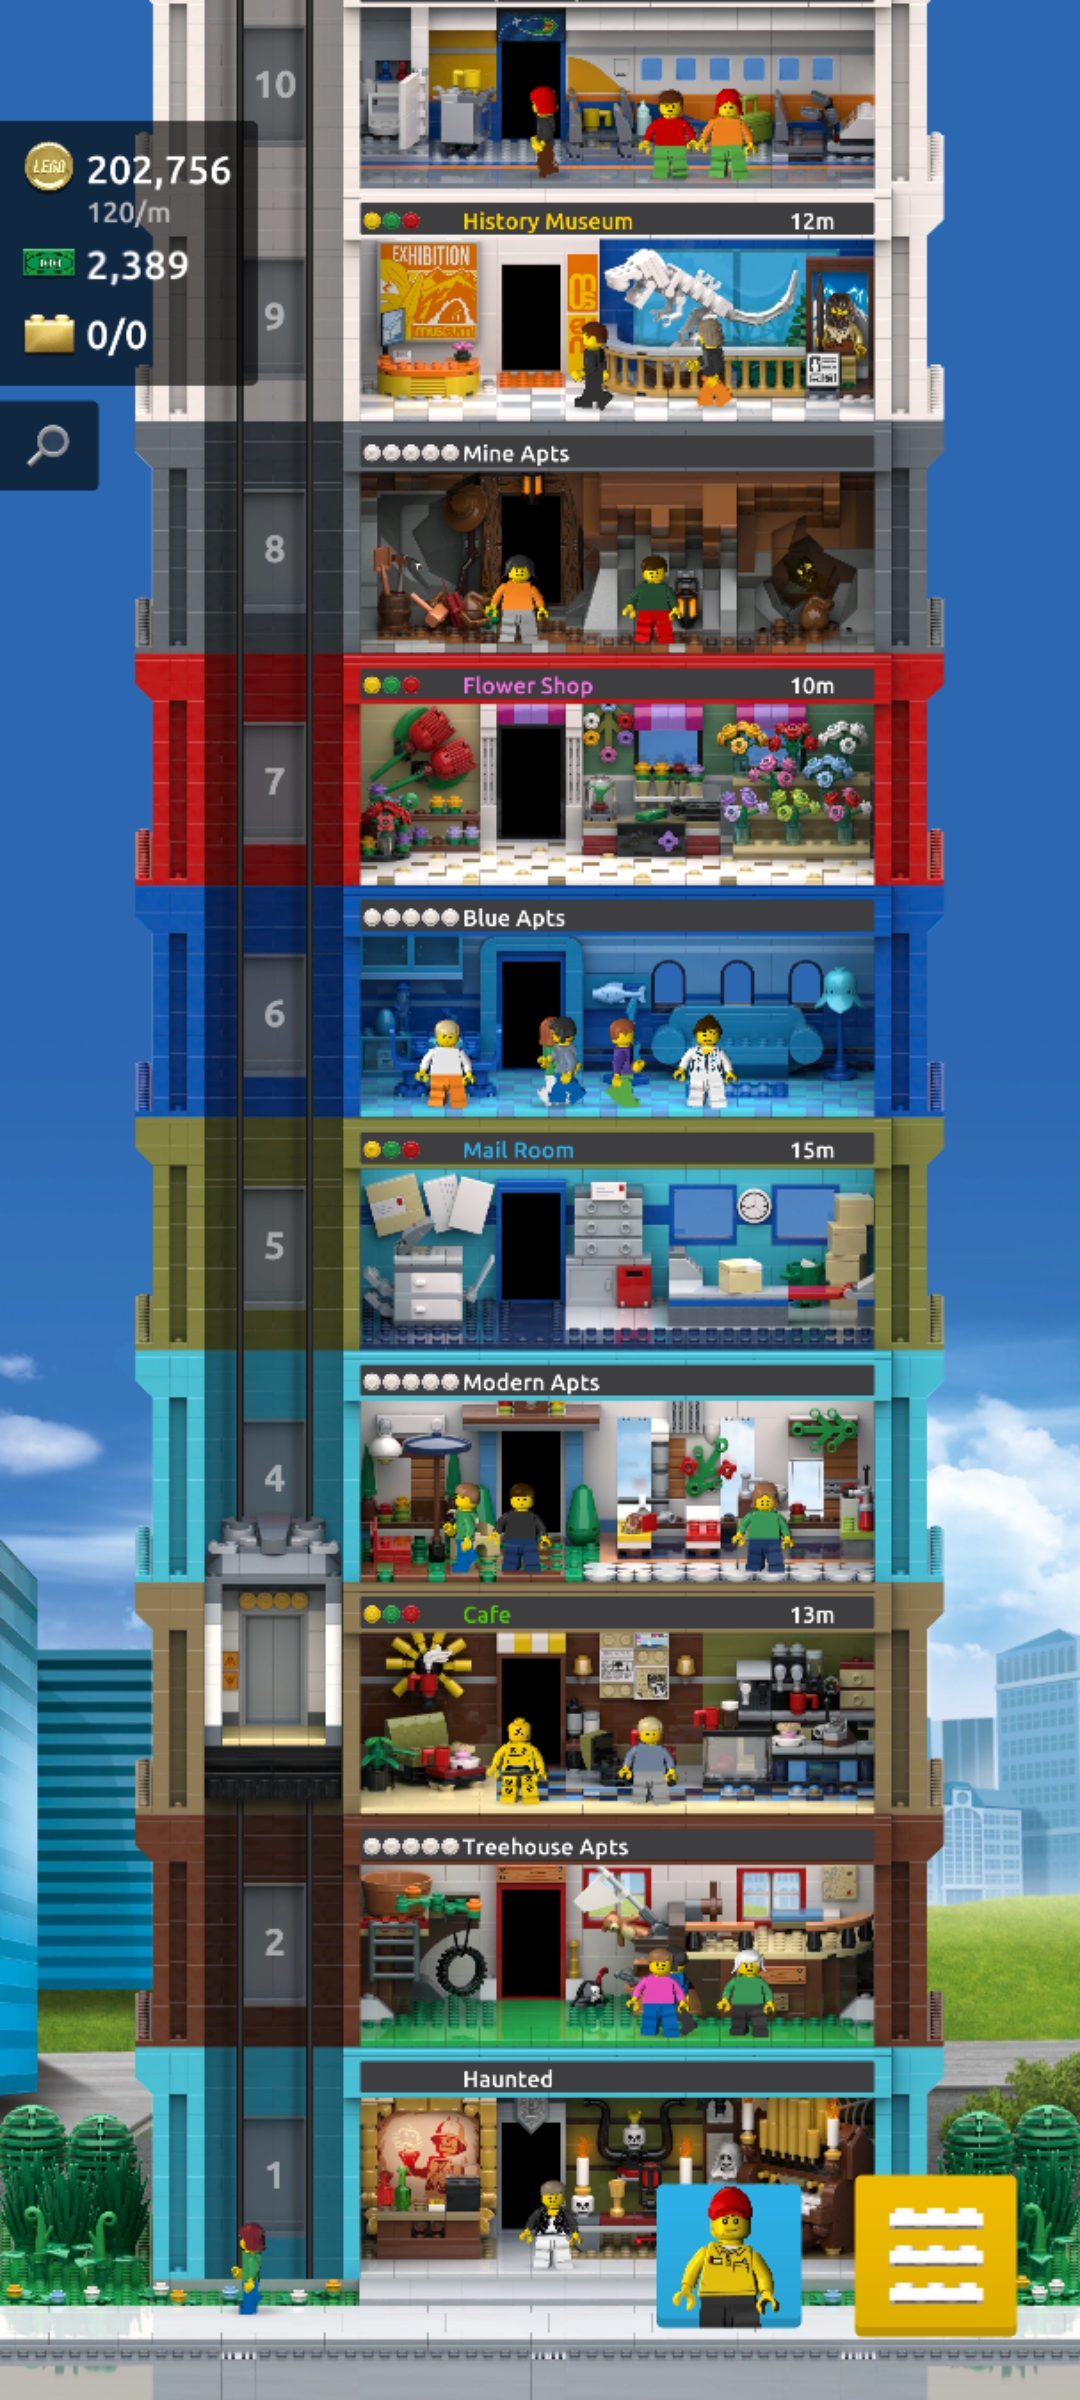 10
LEGO
202,756
120/m
2,389
0/0
History Museum 12m
EXHIBITION
museum
9
Mine Apts
8
Flower Shop 10m
7
Blue Apts
6
Mail Room 15m
5
Modern Apts
4
Cafe 13m
Treehouse Apts
2
Haunted
1